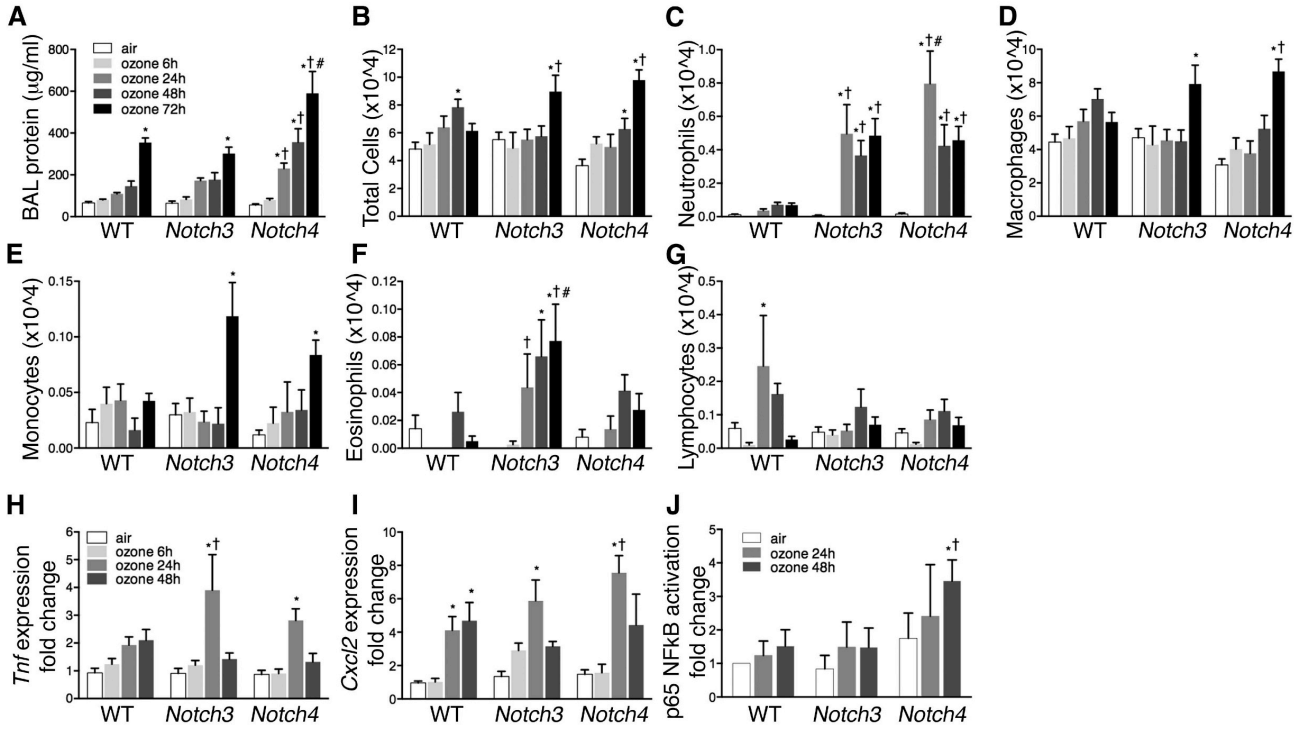 A
BAL protein (µg/ml)
800
600
400
200
0
air
ozone 6h
ozone 24h
ozone 48h
ozone 72h
*
*
*†
*†
*†#
WT
Notch3
Notch4
B
Total Cells (x10^4)
12
10
8
6
4
2
0
*
*†
*
*†
WT
Notch3
Notch4
C
Neutrophils (x10^4)
1.0
0.8
0.6
0.4
0.2
0.0
*†
*†
*†
*†#
*†
*†
WT
Notch3
Notch4
D
Macrophages (x10^4)
10
8
6
4
2
0
*
*†
WT
Notch3
Notch4
E
Monocytes (x10^4)
0.15
0.10
0.05
0.00
*
*
WT
Notch3
Notch4
F
Eosinophils (x10^4)
0.12
0.10
0.08
0.06
0.04
0.02
0.00
†
*
*†#
WT
Notch3
Notch4
G
Lymphocytes (x10^4)
0.5
0.4
0.3
0.2
0.1
0.0
*
WT
Notch3
Notch4
H
Tnf expression
fold change
6
5
4
3
2
1
0
air
ozone 6h
ozone 24h
ozone 48h
*†
*
WT
Notch3
Notch4
I
Cxcl2 expression
fold change
10
8
6
4
2
0
*
*
*
*†
WT
Notch3
Notch4
J
p65 NFkB activation
fold change
5
4
3
2
1
0
air
ozone 24h
ozone 48h
*†
WT
Notch3
Notch4